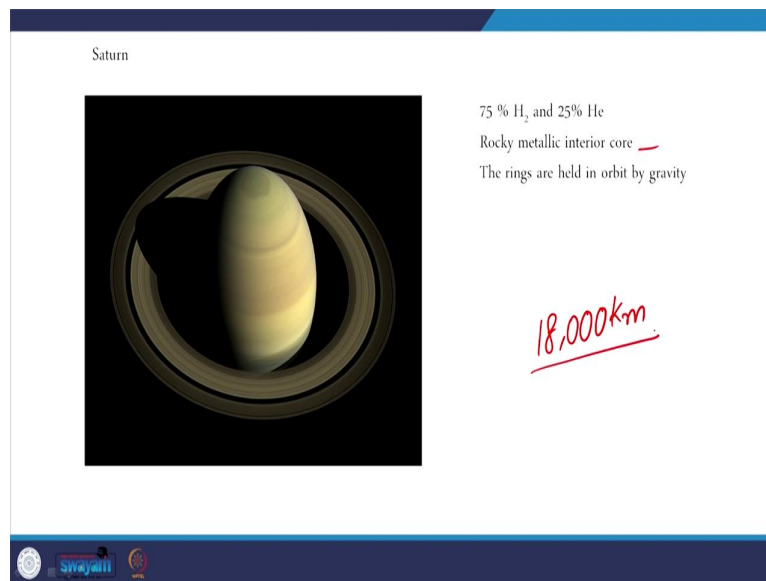 Saturn
75 % H₂ and 25% He
Rocky metallic interior core
The rings are held in orbit by gravity
18,000km
swayam